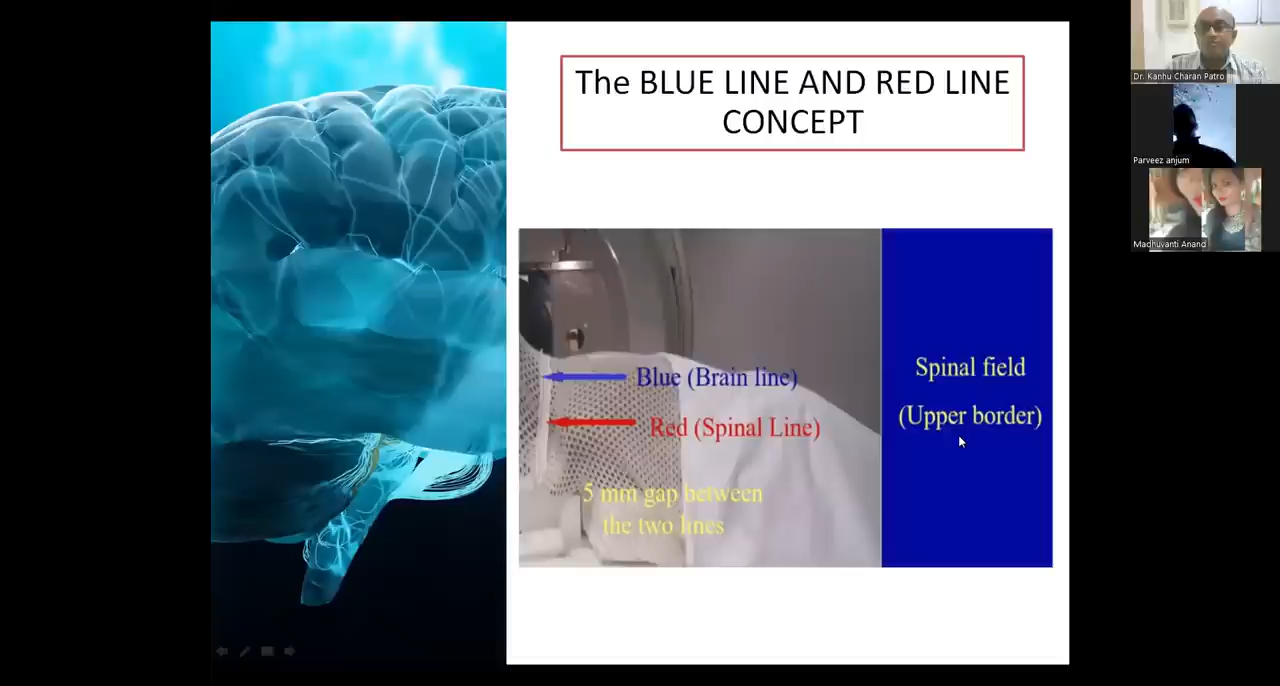 The BLUE LINE AND RED LINE
CONCEPT
Blue (Brain line)
Red (Spinal Line)
5 mm gap between
the two lines
Spinal field
(Upper border)
Dr. Kanhu Charan Patro
Parveez anjum
Madhuvanti Anand